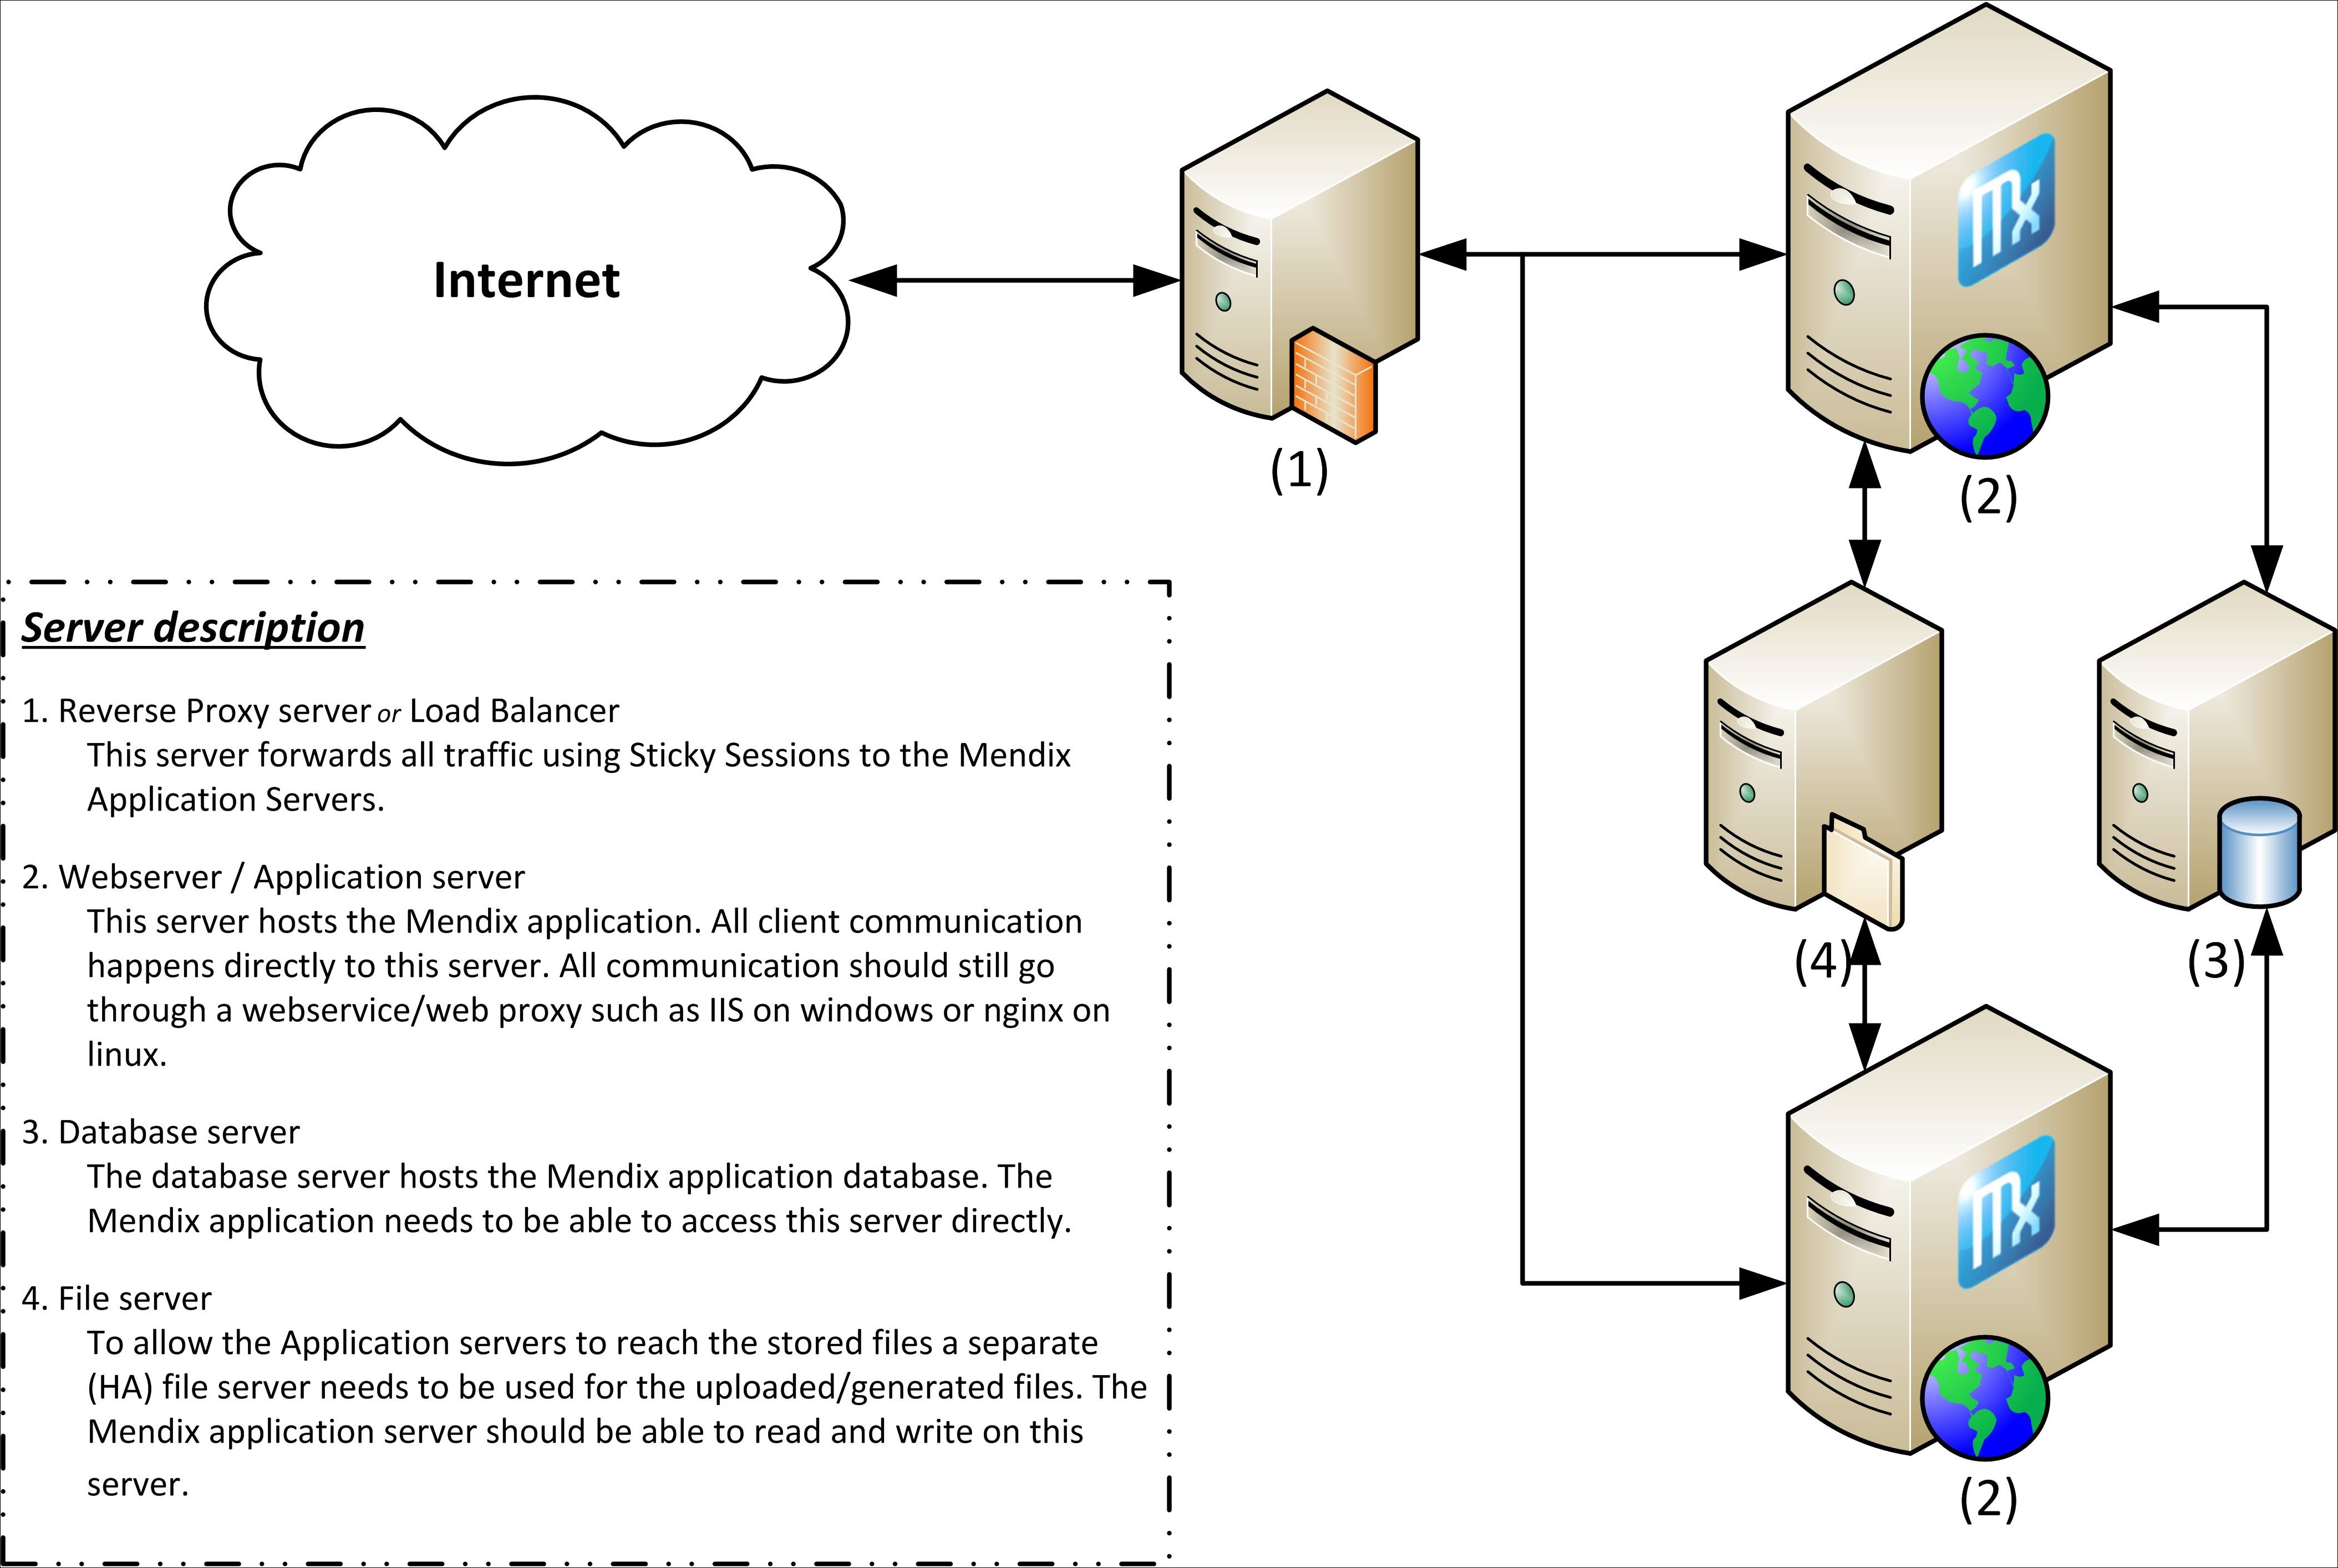 Internet
(1)
(2)
Server description
1. Reverse Proxy server or Load Balancer
This server forwards all traffic using Sticky Sessions to the Mendix
Application Servers.
2. Webserver / Application server
This server hosts the Mendix application. All client communication
happens directly to this server. All communication should still go
through a webservice/web proxy such as IIS on windows or nginx on
linux.
3. Database server
The database server hosts the Mendix application database. The
Mendix application needs to be able to access this server directly.
4. File server
To allow the Application servers to reach the stored files a separate
(HA) file server needs to be used for the uploaded/generated files. The
Mendix application server should be able to read and write on this
server.
mx
(4)
(3)
mx
(2)